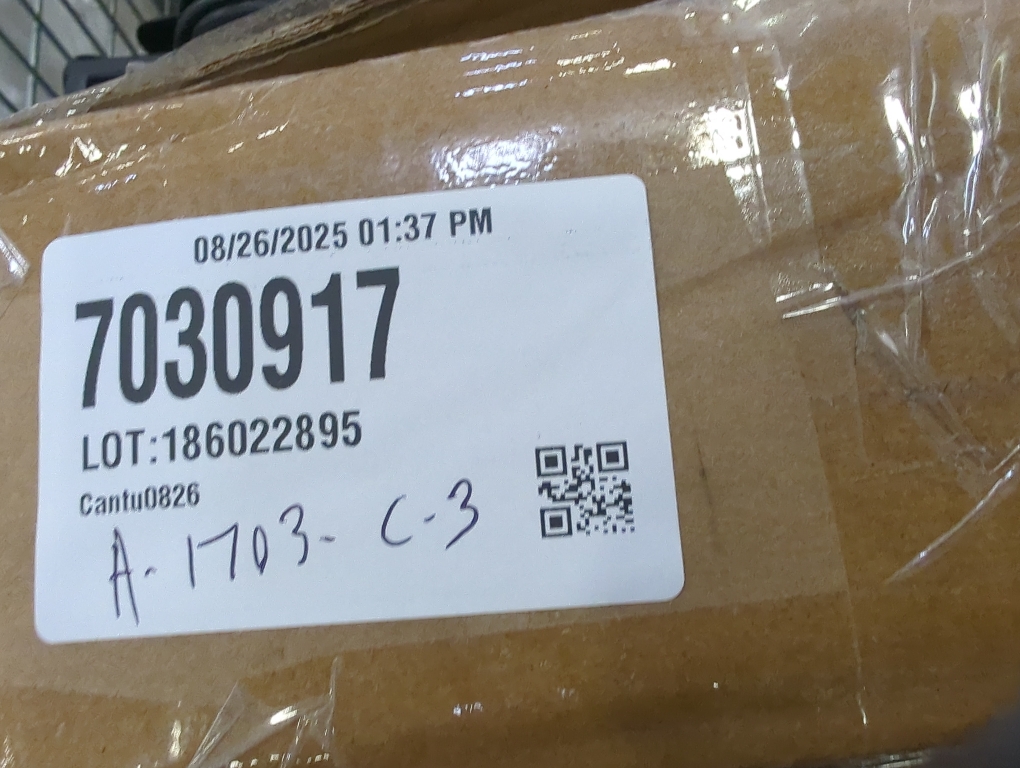 08/26/2025 01:37 PM
7030917
LOT:186022895
Cantu0826
A-1703- C-3